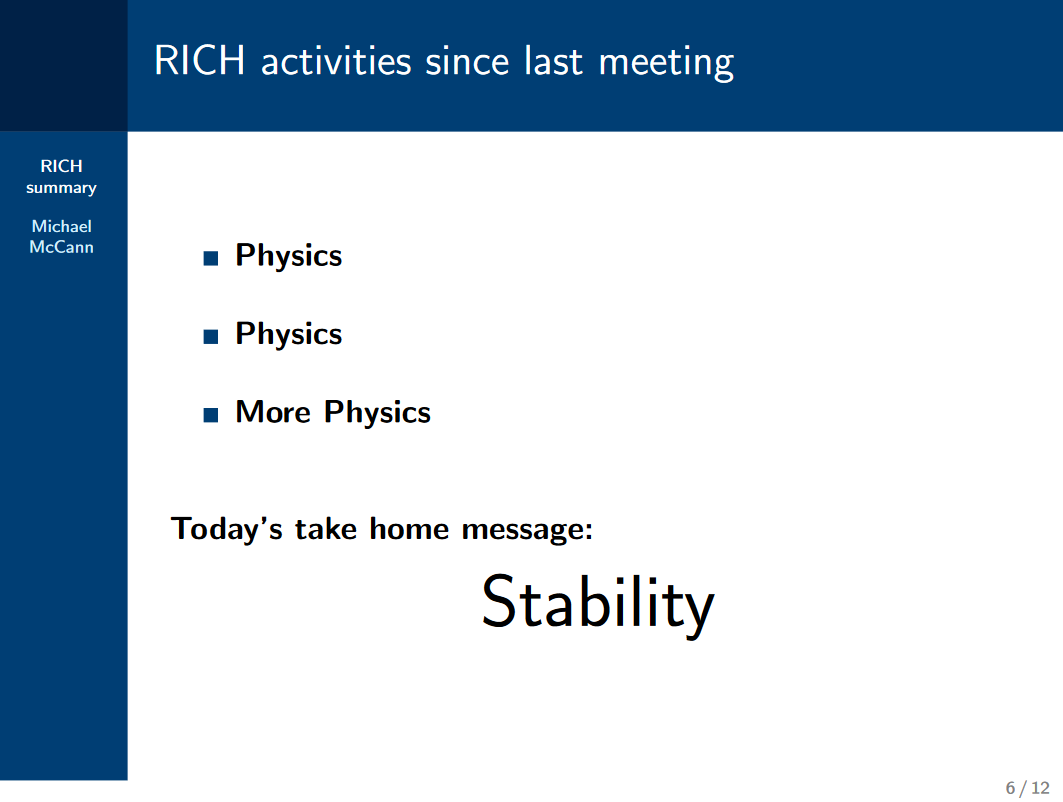 RICH activities since last meeting
RICH
summary
Michael
McCann
Physics
Physics
More Physics
Today's take home message:
Stability
6 / 12